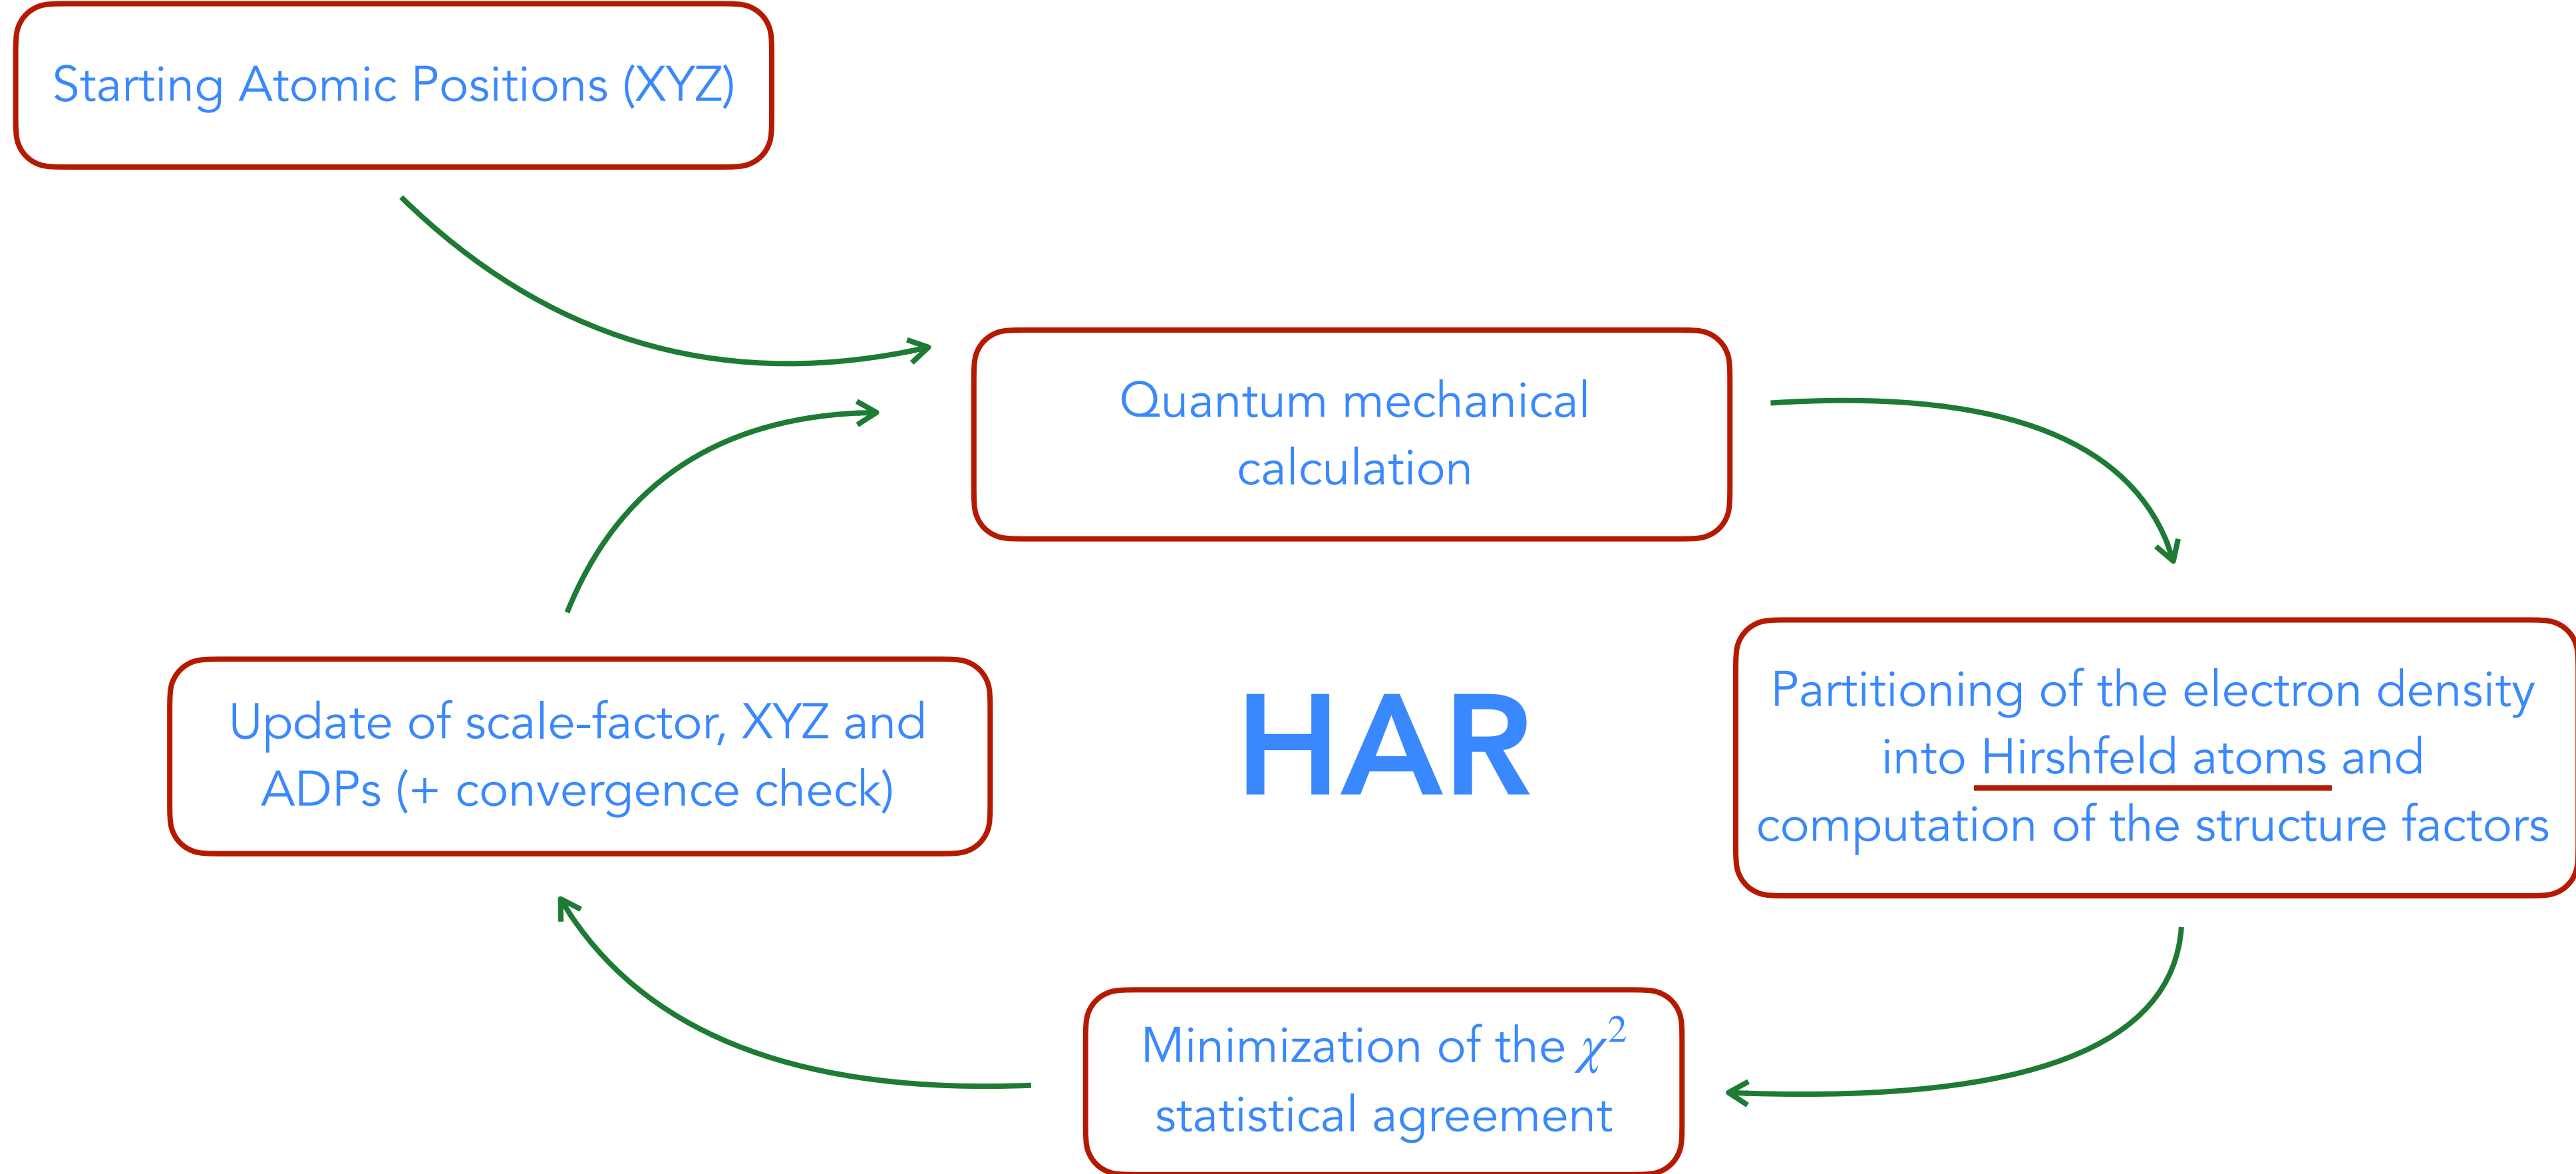 Starting Atomic Positions (XYZ)
Quantum mechanical
calculation
Partitioning of the electron density
into Hirshfeld atoms and
computation of the structure factors
Minimization of the χ²
statistical agreement
Update of scale-factor, XYZ and
ADPs (+ convergence check)
HAR